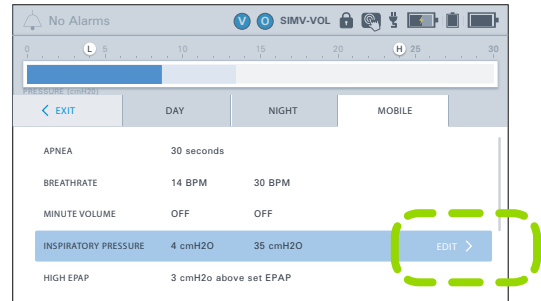 No Alarms V O SIMV-VOL
0 L 5 10 15 20 H 25 30
PRESSURE (cmH20)
EXIT DAY NIGHT MOBILE
APNEA 30 seconds
BREATHRATE 14 BPM 30 BPM
MINUTE VOLUME OFF OFF
INSPIRATORY PRESSURE 4 cmH2O 35 cmH2O EDIT
HIGH EPAP 3 cmH2o above set EPAP